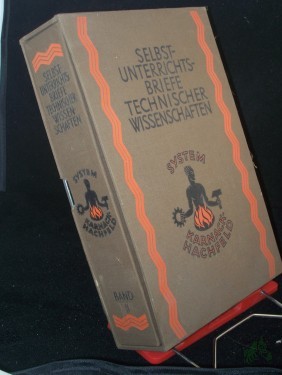 SELBST-
UNTERRICHTS-
BRIEFE
TECHNISCHER
WISSENSCHAFTEN
SYSTEM
KARNACK-
HACHFELD
SELBST
UNTERRICHTS
BRIEFE
TECHNISCHER
WISSEN
SCHAFTEN
SYSTEM
KARNACK
HACHFELD
BAND